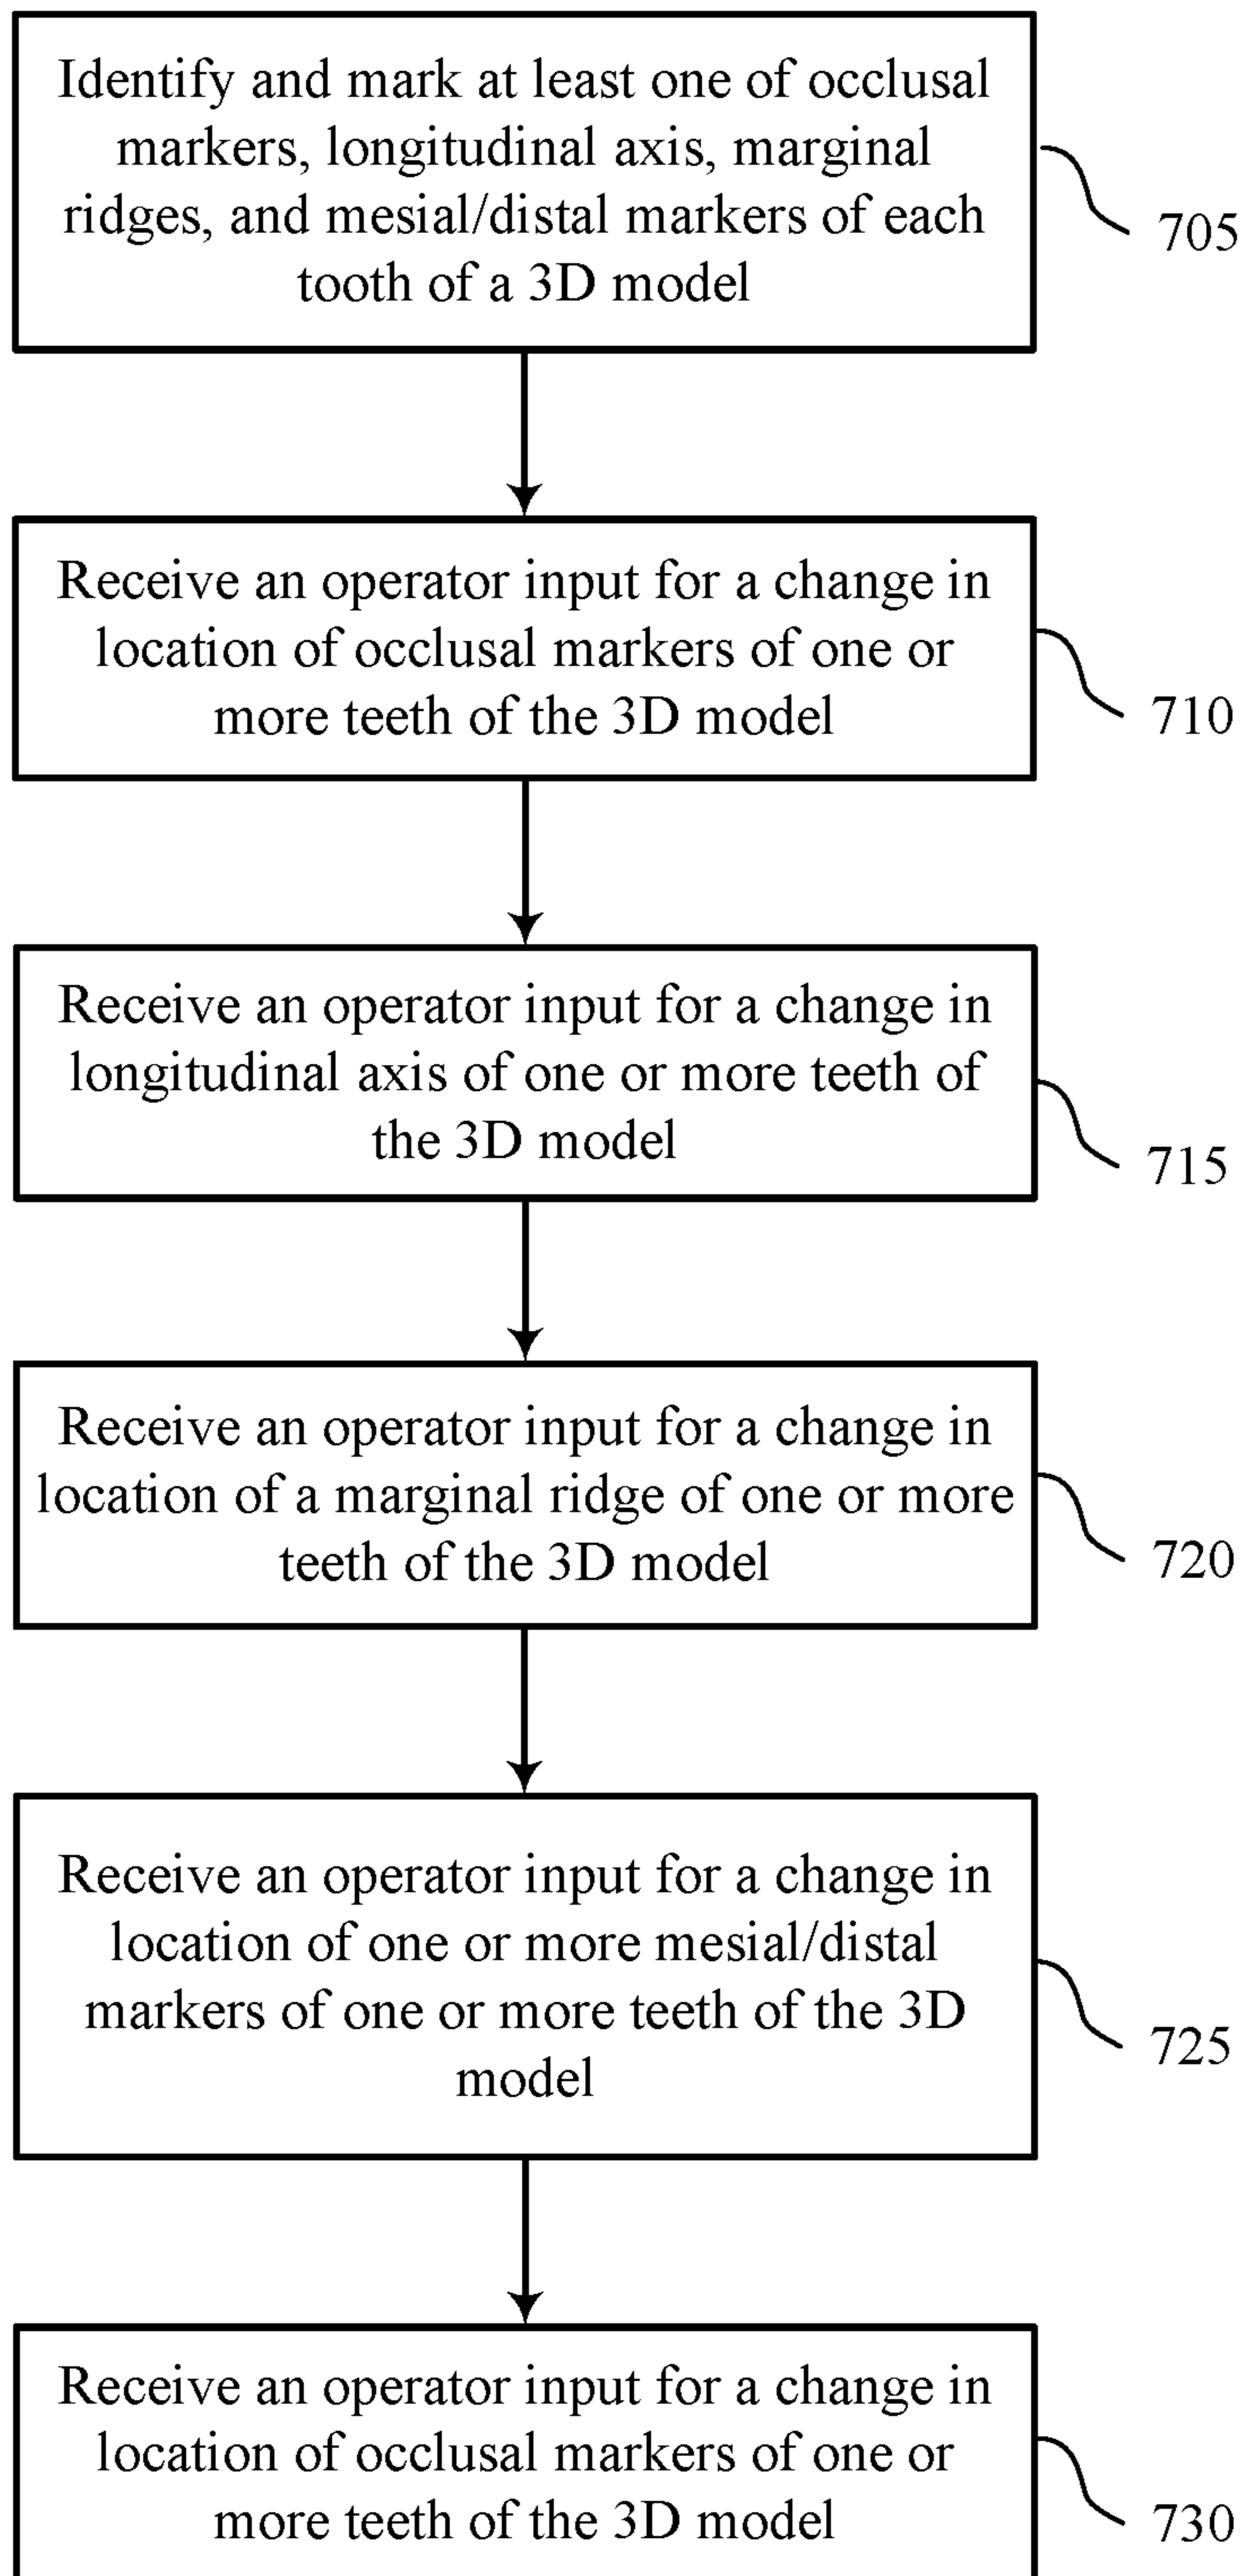 Identify and mark at least one of occlusal
markers, longitudinal axis, marginal
ridges, and mesial/distal markers of each
tooth of a 3D model
705
Receive an operator input for a change in
location of occlusal markers of one or
more teeth of the 3D model
710
Receive an operator input for a change in
longitudinal axis of one or more teeth of
the 3D model
715
Receive an operator input for a change in
location of a marginal ridge of one or more
teeth of the 3D model
720
Receive an operator input for a change in
location of one or more mesial/distal
markers of one or more teeth of the 3D
model
725
Receive an operator input for a change in
location of occlusal markers of one or
more teeth of the 3D model
730